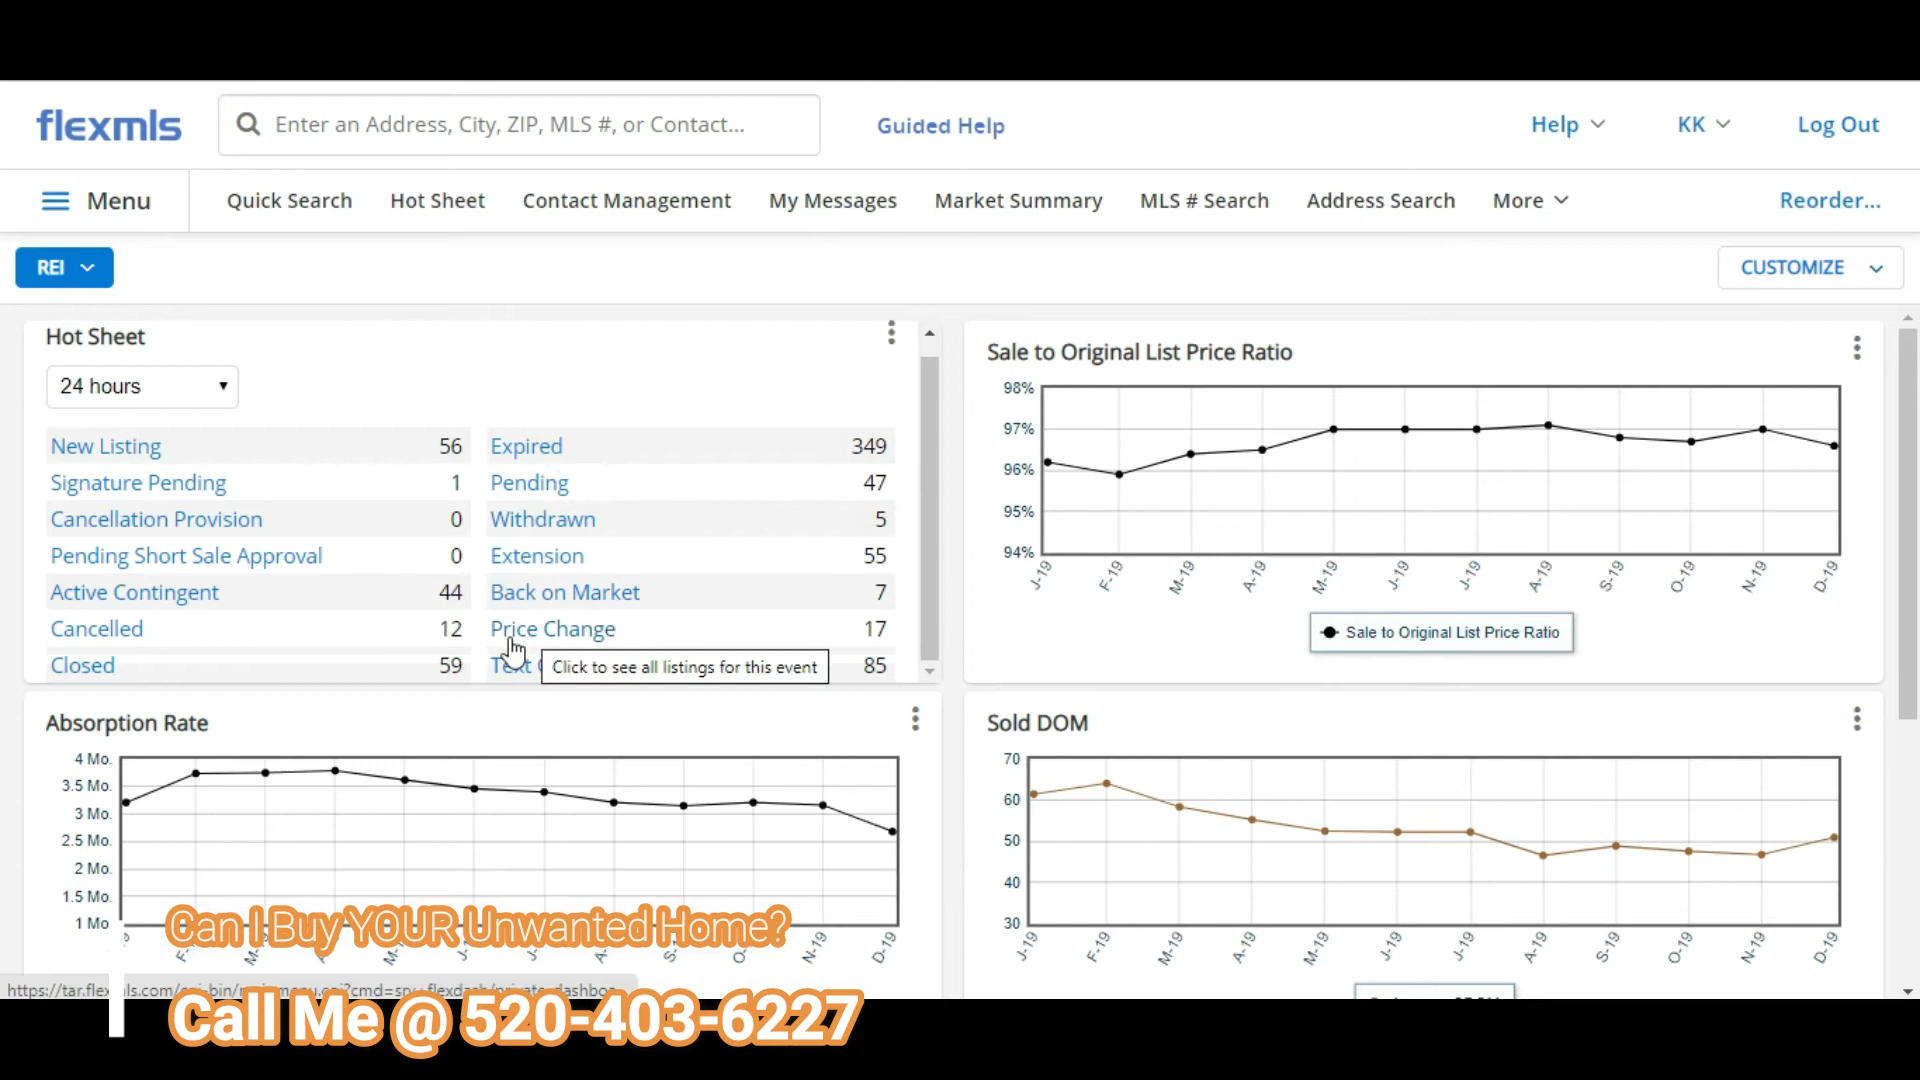 flexmls
Enter an Address, City, ZIP, MLS #, or Contact...
Guided Help
Help
KK
Log Out
Menu
Quick Search
Hot Sheet
Contact Management
My Messages
Market Summary
MLS # Search
Address Search
More
Reorder...
REI
CUSTOMIZE
Hot Sheet
24 hours
New Listing 56 Expired 349
Signature Pending 1 Pending 47
Cancellation Provision 0 Withdrawn 5
Pending Short Sale Approval 0 Extension 55
Active Contingent 44 Back on Market 7
Cancelled 12 Price Change 17
Closed 59 Text 85
Click to see all listings for this event
Sale to Original List Price Ratio
98%
97%
96%
95%
94%
J-19 F-19 M-19 A-19 M-19 J-19 J-19 A-19 S-19 O-19 N-19 D-19
Sale to Original List Price Ratio
Absorption Rate
4 Mo.
3.5 Mo.
3 Mo.
2.5 Mo.
2 Mo.
1.5 Mo.
1 Mo
N-19 D-19
Sold DOM
70
60
50
40
30
J-19 F-19 M-19 A-19 M-19 J-19 J-19 A-19 S-19 O-19 N-19 D-19
Can I Buy YOUR Unwanted Home?
Call Me @ 520-403-6227